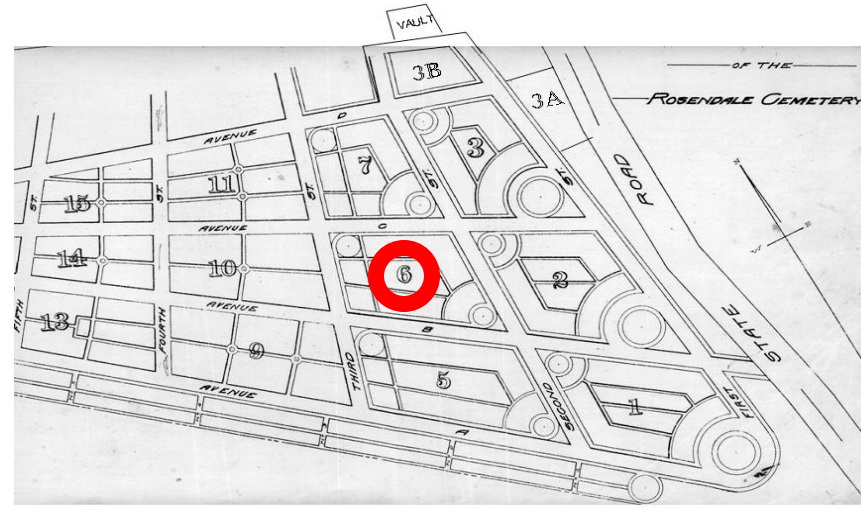 VAULT
OF THE
ROSENDALE CEMETERY
3B
3A
D
AVENUE
7
3
ST.
ROAD
11
ST.
ST.
ST.
ST.
15
N
C
AVENUE
W
E
14
10
6
2
STATE
13
FIFTH
FOURTH
AVENUE
B
9
THIRD
5
SECOND
1
FIRST
AVENUE
A